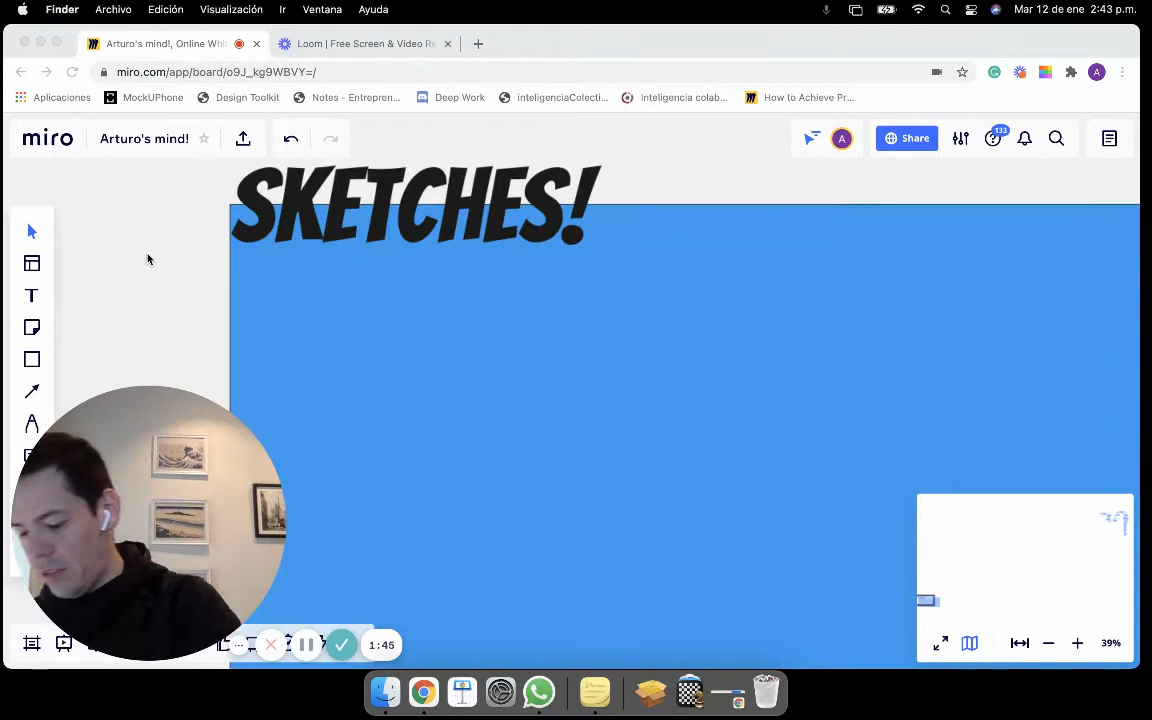 Finder Archivo Edición Visualización Ir Ventana Ayuda Mar 12 de ene 2:43 p.m.
Arturo's mind!, Online Whit Loom | Free Screen & Video Re
miro.com/app/board/o9J_kg9WBVY=/ A
Aplicaciones MockUPhone Design Toolkit Notes - Entrepren... Deep Work inteligenciaColecti... Inteligencia colab... How to Achieve Pr...
miro Arturo's mind! A Share 133
SKETCHES!
T
1:45
39%